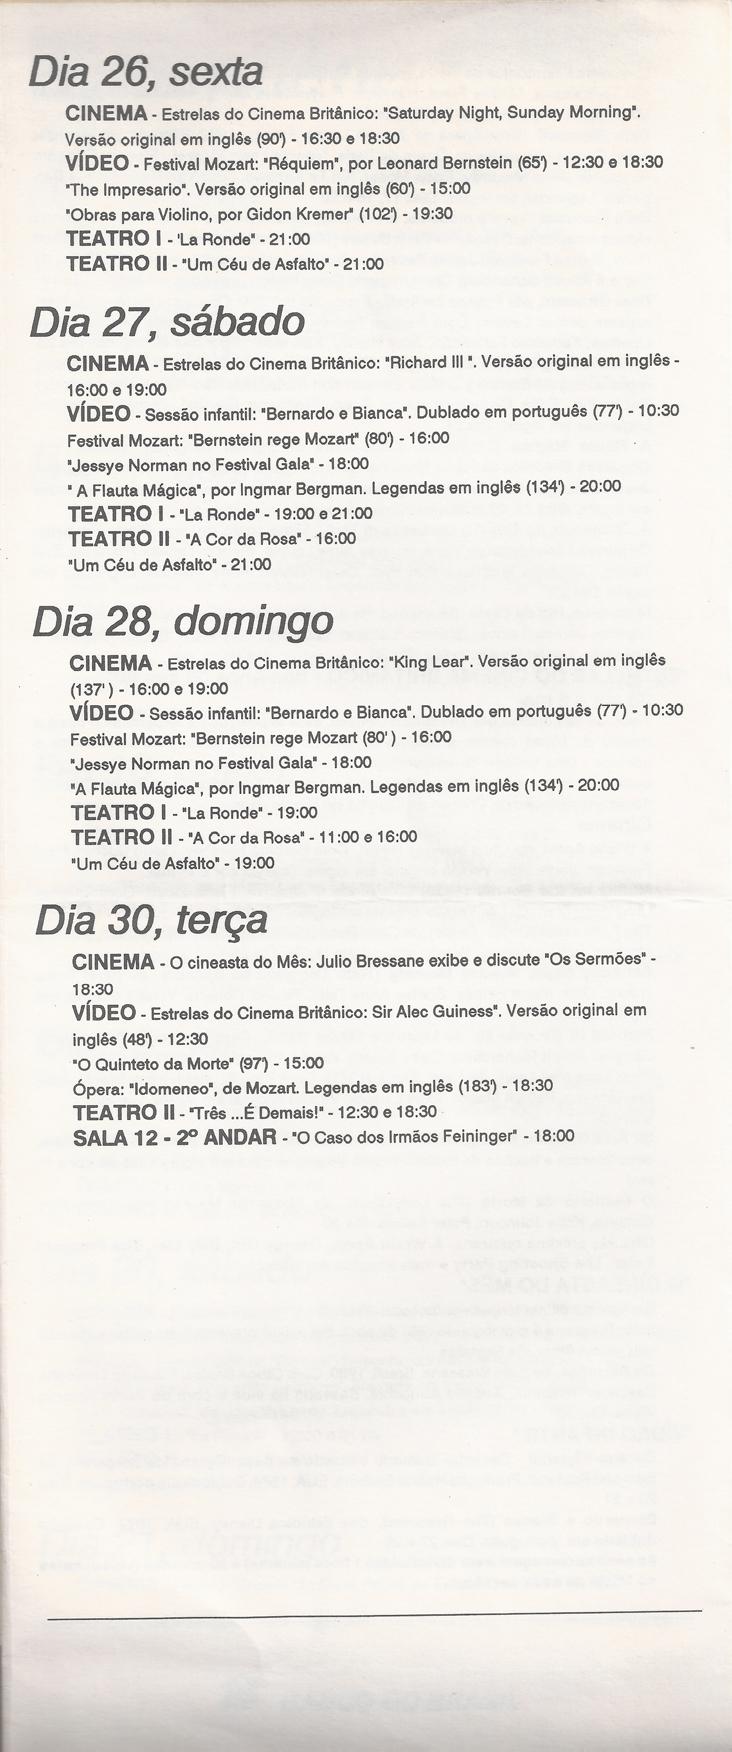 Dia 26, sexta
CINEMA - Estrelas do Cinema Britânico: "Saturday Night, Sunday Morning".
Versão original em inglês (90') - 16:30 e 18:30
VÍDEO - Festival Mozart: "Réquiem", por Leonard Bernstein (65') - 12:30 e 18:30
"The Impresario". Versão original em inglês (60') - 15:00
"Obras para Violino, por Gidon Kremer" (102') - 19:30
TEATRO I - 'La Ronde" - 21:00
TEATRO II - "Um Céu de Asfalto" - 21:00
Dia 27, sábado
CINEMA - Estrelas do Cinema Britânico: "Richard III ". Versão original em inglês -
16:00 e 19:00
VÍDEO - Sessão infantil: "Bernardo e Bianca". Dublado em português (77') - 10:30
Festival Mozart: "Bernstein rege Mozart" (80') - 16:00
"Jessye Norman no Festival Gala" - 18:00
" A Flauta Mágica", por Ingmar Bergman. Legendas em inglês (134') - 20:00
TEATRO I - "La Ronde" - 19:00 e 21:00
TEATRO II - "A Cor da Rosa" - 16:00
"Um Céu de Asfalto" - 21:00
Dia 28, domingo
CINEMA - Estrelas do Cinema Britânico: "King Lear". Versão original em inglês
(137' ) - 16:00 e 19:00
VÍDEO - Sessão infantil: "Bernardo e Bianca". Dublado em português (77') - 10:30
Festival Mozart: "Bernstein rege Mozart (80' ) - 16:00
"Jessye Norman no Festival Gala" - 18:00
"A Flauta Mágica", por Ingmar Bergman. Legendas em inglês (134') - 20:00
TEATRO I - "La Ronde" - 19:00
TEATRO II - "A Cor da Rosa" - 11:00 e 16:00
"Um Céu de Asfalto" - 19:00
Dia 30, terça
CINEMA - O cineasta do Mês: Julio Bressane exibe e discute "Os Sermões" -
18:30
VÍDEO - Estrelas do Cinema Britânico: Sir Alec Guiness". Versão original em
inglês (48') - 12:30
"O Quinteto da Morte" (97') - 15:00
Ópera: "Idomeneo", de Mozart. Legendas em inglês (183') - 18:30
TEATRO II - "Três ...É Demais!" - 12:30 e 18:30
SALA 12 - 2º ANDAR - "O Caso dos Irmãos Feininger" - 18:00